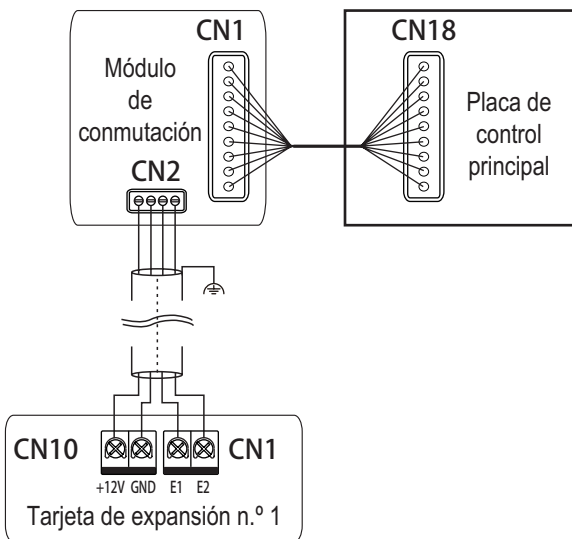 CN1
Módulo
de
conmutación
CN2
CN18
Placa de
control
principal
CN10
CN1
+12V GND E1 E2
Tarjeta de expansión n.º 1